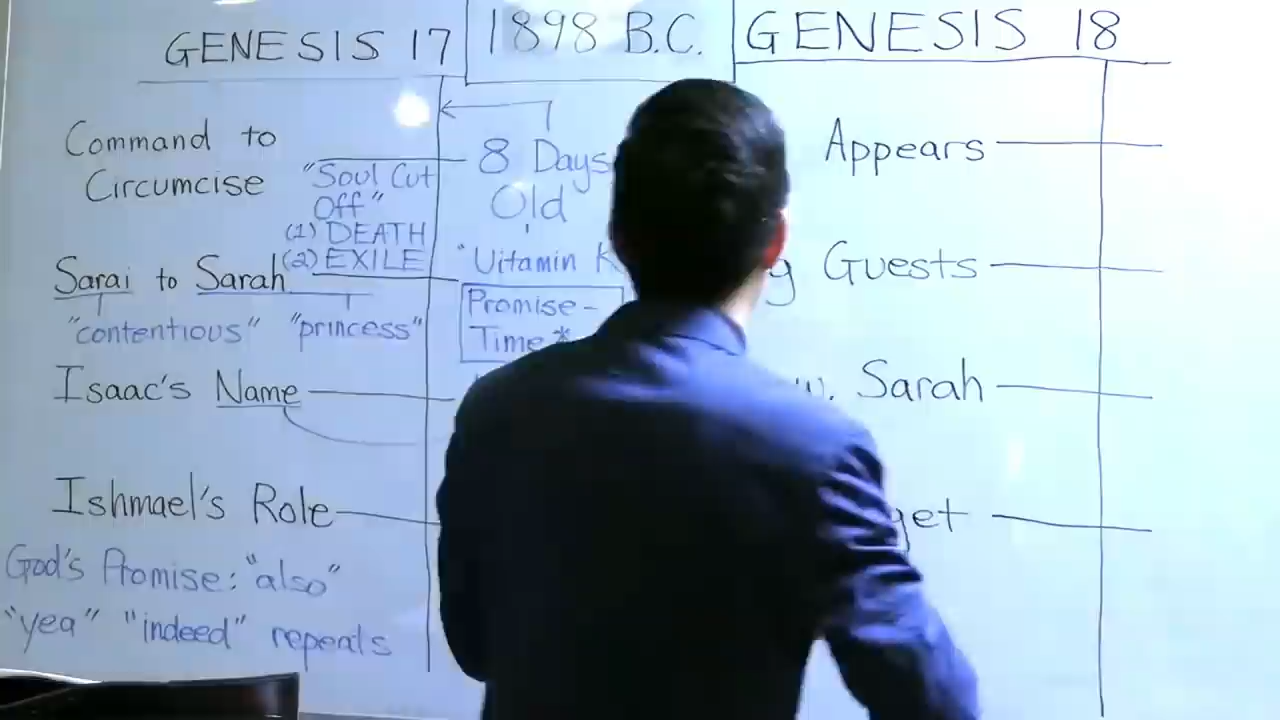 GENESIS 17
1898 B.C.
GENESIS 18
Command to
Circumcise
"Soul Cut
Off"
(1) DEATH
(2) EXILE
Sarai to Sarah
"contentious" "princess"
Isaac's Name
Ishmael's Role
God's Promise: "also"
"yea" "indeed" repeats
8 Days
Old
"Vitamin K
Promise-
Time*
Appears
Guests
w. Sarah